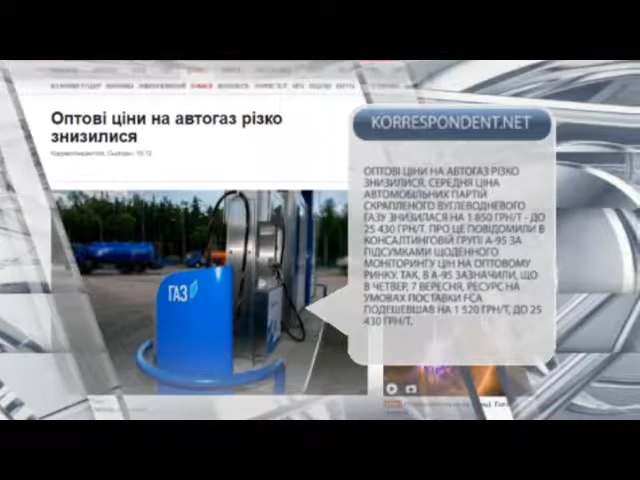 Оптові ціни на автогаз різко
знизилися
KORRESPONDENT.NET
ОПТОВІ ЦІНИ НА АВТОГАЗ РІЗКО
ЗНИЗИЛИСЯ. СЕРЕДНЯ ЦІНА
АВТОМОБІЛЬНИХ ПАРТІЙ
СКРАПЛЕНОГО ВУГЛЕВОДНЕВОГО
ГАЗУ ЗНИЗИЛАСЯ НА 1 850 ГРН/Т - ДО
25 430 ГРН/Т. ПРО ЦЕ ПОВІДОМИЛИ В
КОНСАЛТИНГОВІЙ ГРУПІ А-95 ЗА
ПІДСУМКАМИ ЩОДЕННОГО
МОНІТОРИНГУ ЦІН НА ОПТОВОМУ
РИНКУ. ТАК, В А-95 ЗАЗНАЧИЛИ, ЩО
В ЧЕТВЕР, 7 ВЕРЕСНЯ, РЕСУРС НА
УМОВАХ ПОСТАВКИ FCA
ПОДЕШЕВШАВ НА 1 520 ГРН/Т, ДО 25
430 ГРН/Т.
ГАЗ